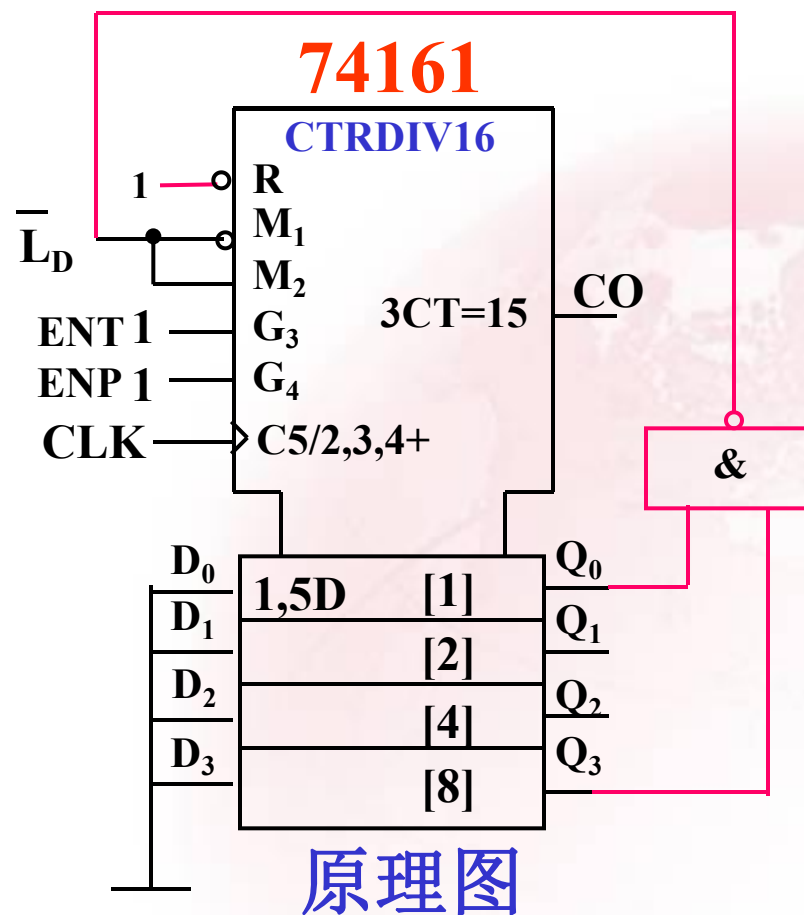 74161
CTRDIV16
1 R
M₁
L̅_D
M₂
3CT=15 CO
ENT 1 G₃
ENP 1 G₄
CLK C5/2,3,4+
&
D₀ 1,5D [1] Q₀
D₁ [2] Q₁
D₂ [4] Q₂
D₃ [8] Q₃
原理图